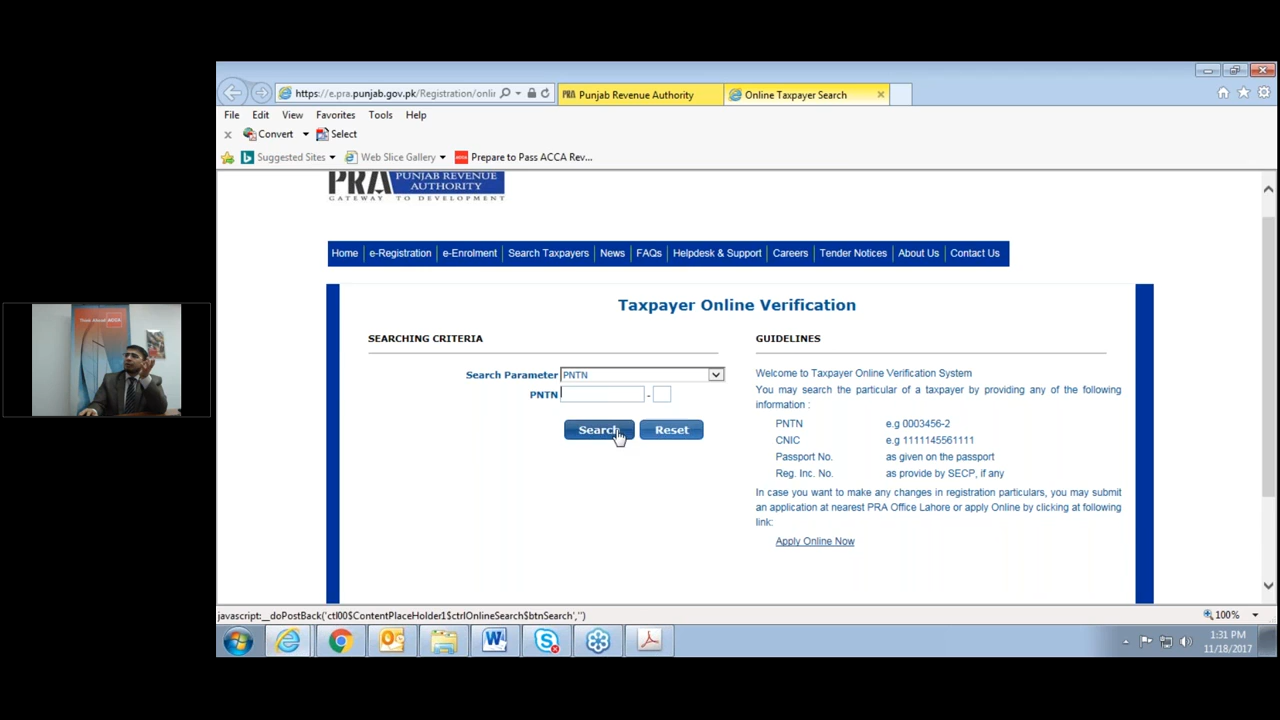 https://e.pra.punjab.gov.pk/Registration/onli
PRA Punjab Revenue Authority
Online Taxpayer Search
File Edit View Favorites Tools Help
Convert Select
Suggested Sites Web Slice Gallery ACCA Prepare to Pass ACCA Rev...
PRA PUNJAB REVENUE
AUTHORITY
GATEWAY TO DEVELOPMENT
Home e-Registration e-Enrolment Search Taxpayers News FAQs Helpdesk & Support Careers Tender Notices About Us Contact Us
Taxpayer Online Verification
SEARCHING CRITERIA
Search Parameter PNTN
PNTN -
Search Reset
GUIDELINES
Welcome to Taxpayer Online Verification System
You may search the particular of a taxpayer by providing any of the following
information :
PNTN e.g 0003456-2
CNIC e.g 1111145561111
Passport No. as given on the passport
Reg. Inc. No. as provide by SECP, if any
In case you want to make any changes in registration particulars, you may submit
an application at nearest PRA Office Lahore or apply Online by clicking at following
link:
Apply Online Now
Think Ahead ACCA
javascript:__doPostBack('ctl00$ContentPlaceHolder1$ctrlOnlineSearch$btnSearch','')
100%
1:31 PM
11/18/2017